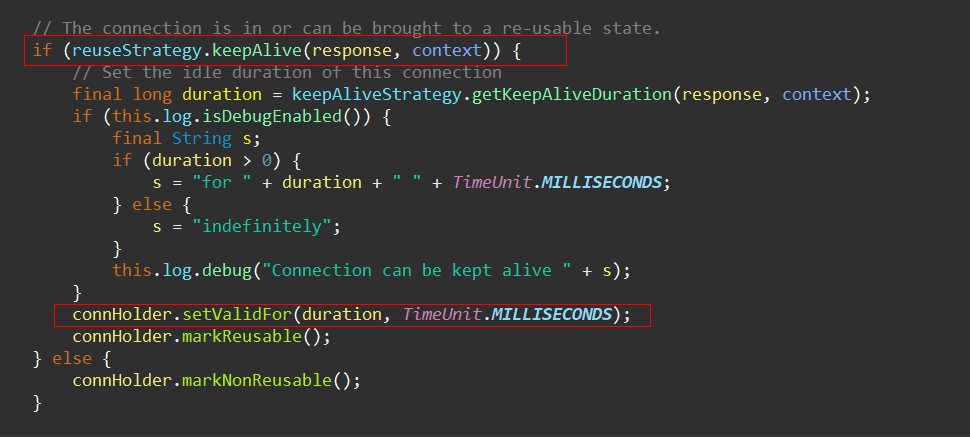 // The connection is in or can be brought to a re-usable state.
if (reuseStrategy.keepAlive(response, context)) {
    // Set the idle duration of this connection
    final long duration = keepAliveStrategy.getKeepAliveDuration(response, context);
    if (this.log.isDebugEnabled()) {
        final String s;
        if (duration > 0) {
            s = "for " + duration + " " + TimeUnit.MILLISECONDS;
        } else {
            s = "indefinitely";
        }
        this.log.debug("Connection can be kept alive " + s);
    }
    connHolder.setValidFor(duration, TimeUnit.MILLISECONDS);
    connHolder.markReusable();
} else {
    connHolder.markNonReusable();
}